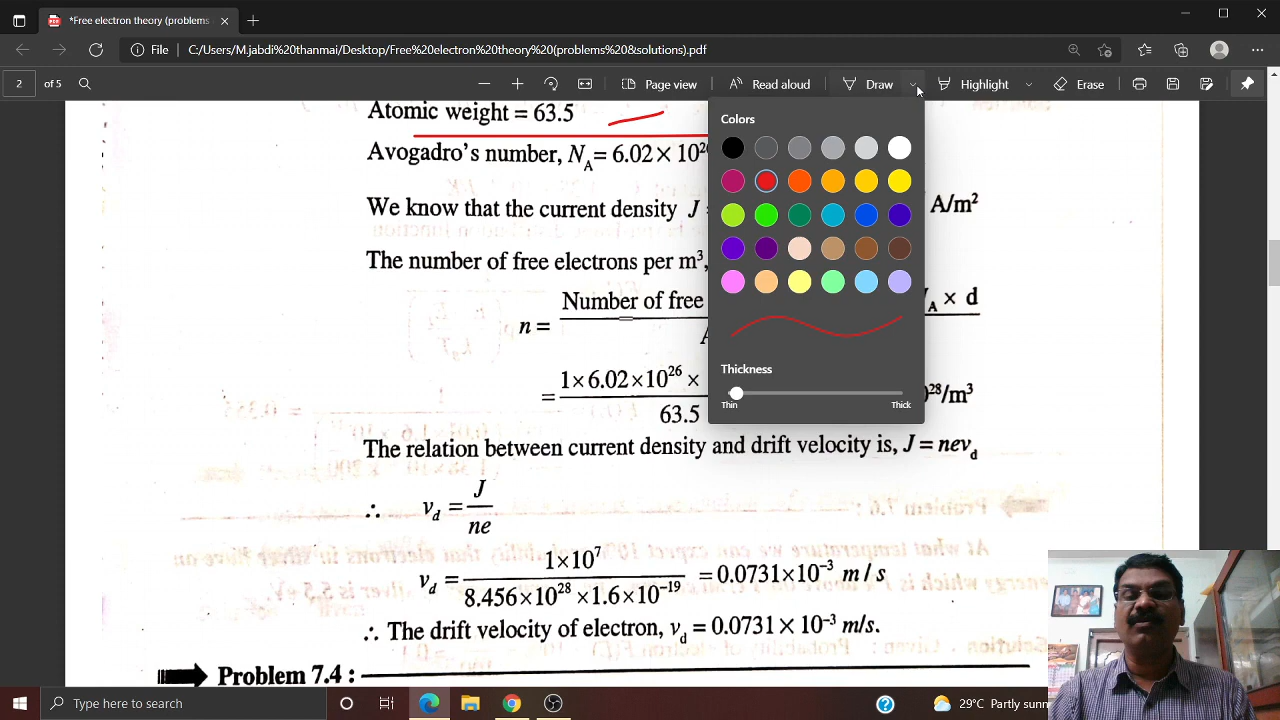 *Free electron theory (problems
File
C:/Users/M.jabdi%20thanmai/Desktop/Free%20electron%20theory%20(problems%20&solutions).pdf
2 of 5
Page view
Read aloud
Draw
Highlight
Erase
Atomic weight = 63.5
Avogadro's number, N_A = 6.02 × 10
We know that the current density J
A/m²
The number of free electrons per m³,
Number of free
n =
A × d
= 1×6.02×10²⁶ ×
63.5
²⁸/m³
The relation between current density and drift velocity is, J = nev_d
∴ v_d = J
ne
v_d = 1×10⁷
8.456×10²⁸ ×1.6×10⁻¹⁹
=0.0731×10⁻³ m / s
∴ The drift velocity of electron, v_d = 0.0731 × 10⁻³ m/s.
Problem 7.4 :
Colors
Thickness
Thin
Thick
Type here to search
29°C Partly sunn